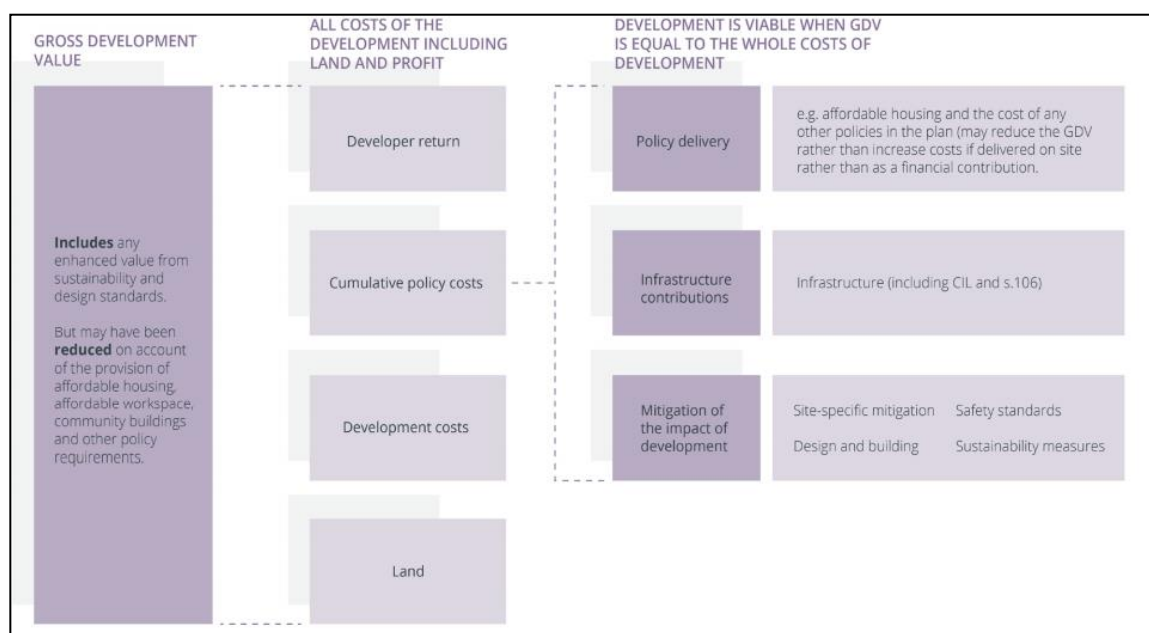 GROSS DEVELOPMENT
VALUE
Includes any
enhanced value from
sustainability and
design standards.
But may have been
reduced on account
of the provision of
affordable housing,
affordable workspace,
community buildings
and other policy
requirements.
ALL COSTS OF THE
DEVELOPMENT INCLUDING
LAND AND PROFIT
Developer return
Cumulative policy costs
Development costs
Land
DEVELOPMENT IS VIABLE WHEN GDV
IS EQUAL TO THE WHOLE COSTS OF
DEVELOPMENT
Policy delivery
e.g. affordable housing and the cost of any
other policies in the plan (may reduce the GDV
rather than increase costs if delivered on site
rather than as a financial contribution.
Infrastructure
contributions
Infrastructure (including CIL and s.106)
Mitigation of
the impact of
development
Site-specific mitigation
Safety standards
Design and building
Sustainability measures